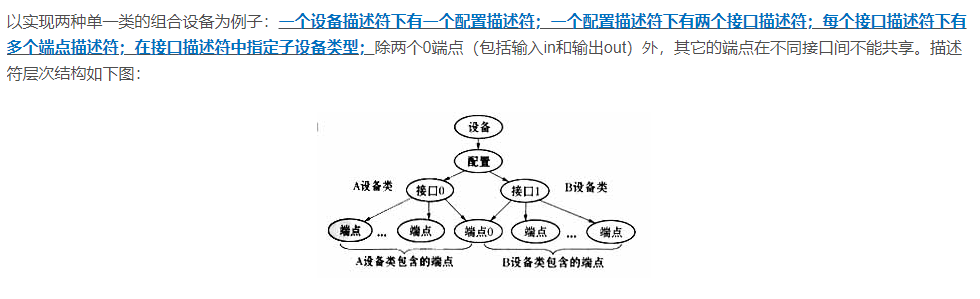 以实现两种单一类的组合设备为例子：一个设备描述符下有一个配置描述符；一个配置描述符下有两个接口描述符；每个接口描述符下有
多个端点描述符；在接口描述符中指定子设备类型；除两个0端点（包括输入in和输出out）外，其它的端点在不同接口间不能共享。描述
符层次结构如下图：
设备
配置
A设备类 接口0 接口1 B设备类
端点 ... 端点 端点0 端点 ... 端点
A设备类包含的端点 B设备类包含的端点